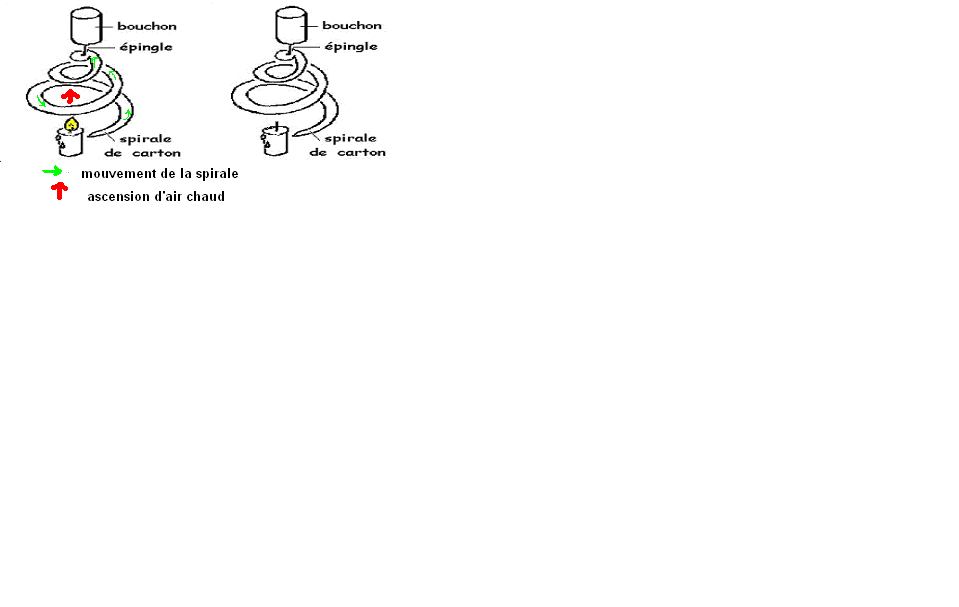 bouchon
épingle
spirale
de carton
bouchon
épingle
spirale
de carton
mouvement de la spirale
ascension d'air chaud